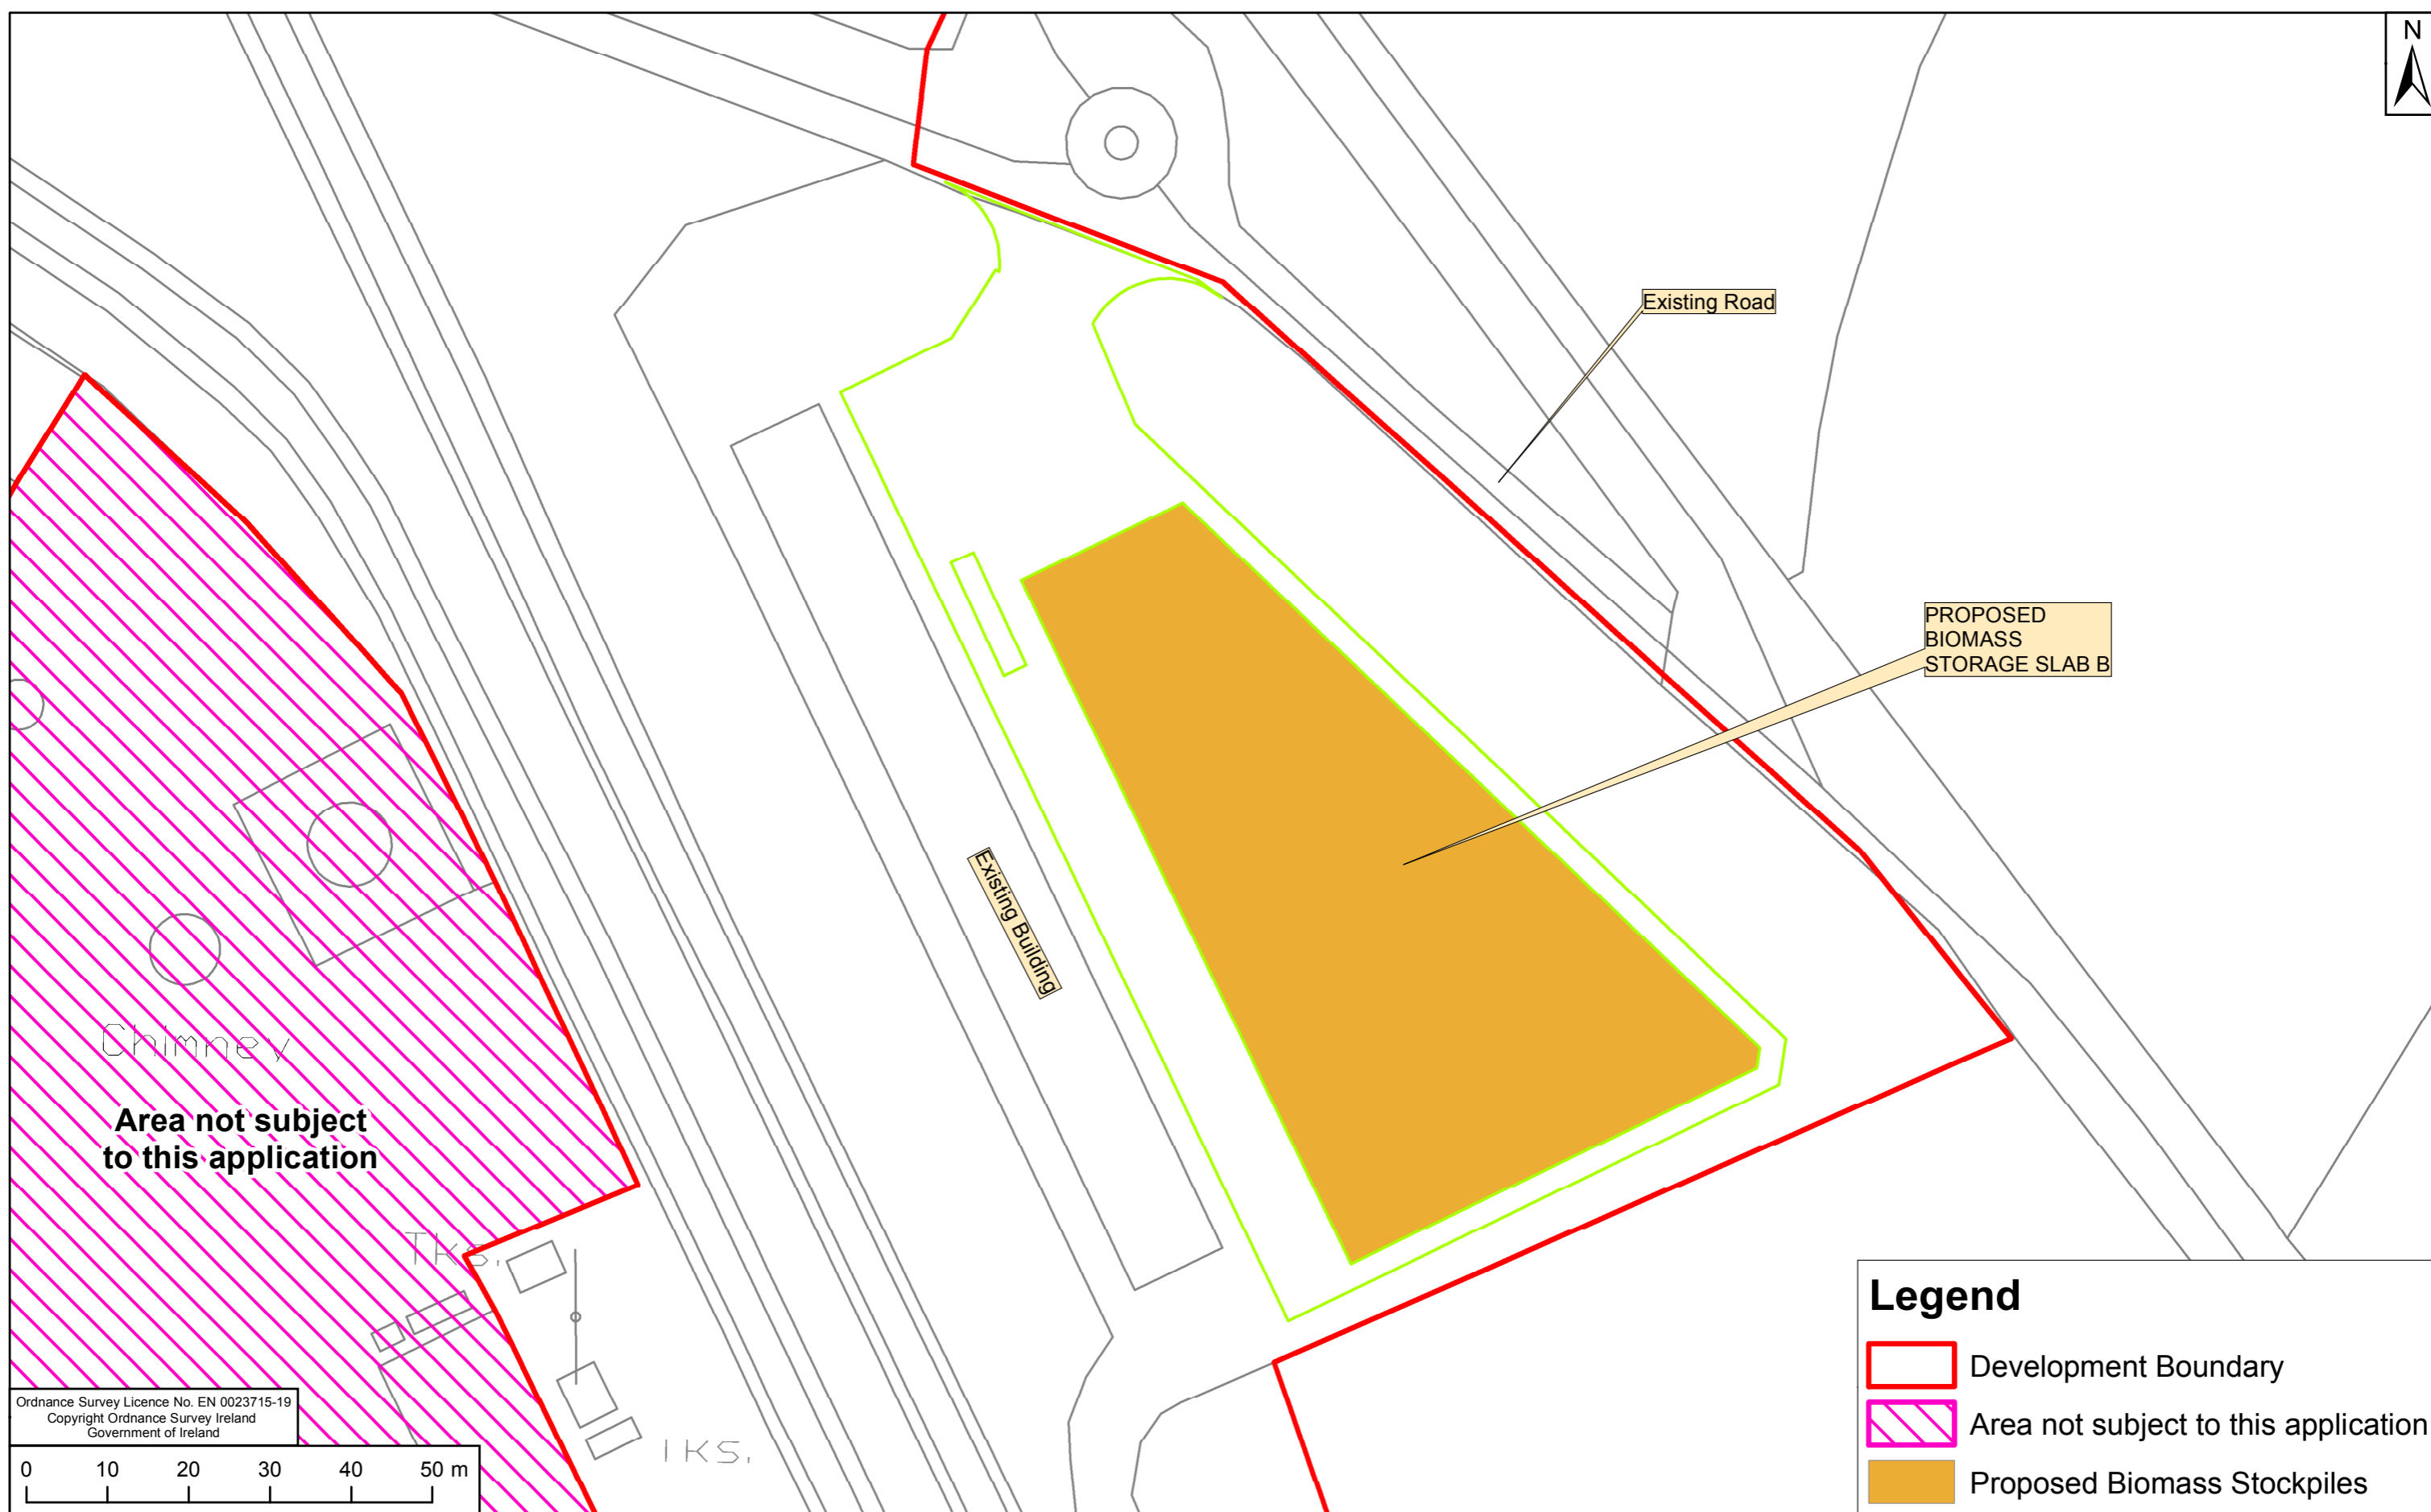 N
Existing Road
PROPOSED
BIOMASS
STORAGE SLAB B
Existing Building
Chimney
Area not subject
to this application
TKS.
TKS.
Ordnance Survey Licence No. EN 0023715-19
Copyright Ordnance Survey Ireland
Government of Ireland
0 10 20 30 40 50 m
Legend
Development Boundary
Area not subject to this application
Proposed Biomass Stockpiles